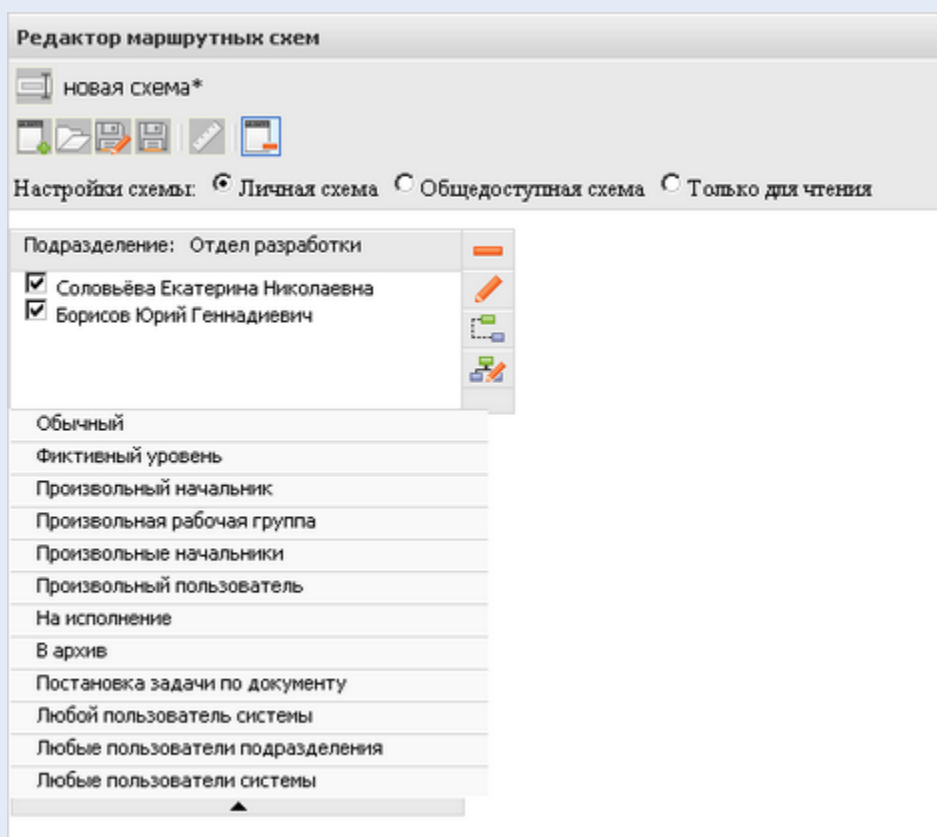 Редактор маршрутных схем
новая схема*
Настройки схемы: Личная схема Общедоступная схема Только для чтения
Подразделение: Отдел разработки
Соловьёва Екатерина Николаевна
Борисов Юрий Геннадиевич
Обычный
Фиктивный уровень
Произвольный начальник
Произвольная рабочая группа
Произвольные начальники
Произвольный пользователь
На исполнение
В архив
Постановка задачи по документу
Любой пользователь системы
Любые пользователи подразделения
Любые пользователи системы